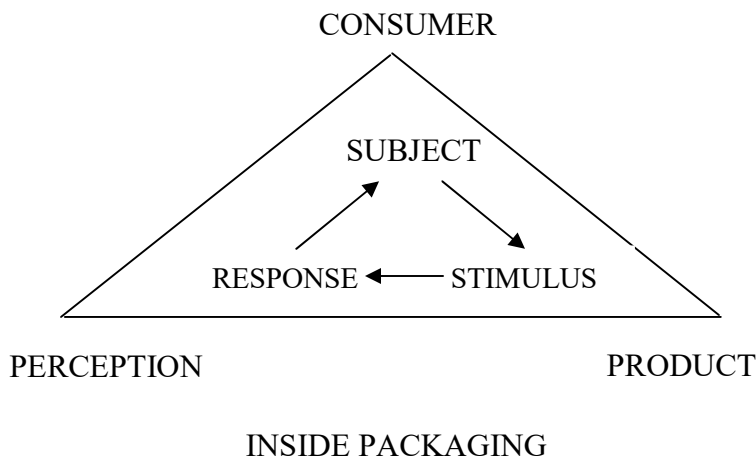 CONSUMER
SUBJECT
RESPONSE STIMULUS
PERCEPTION PRODUCT
INSIDE PACKAGING